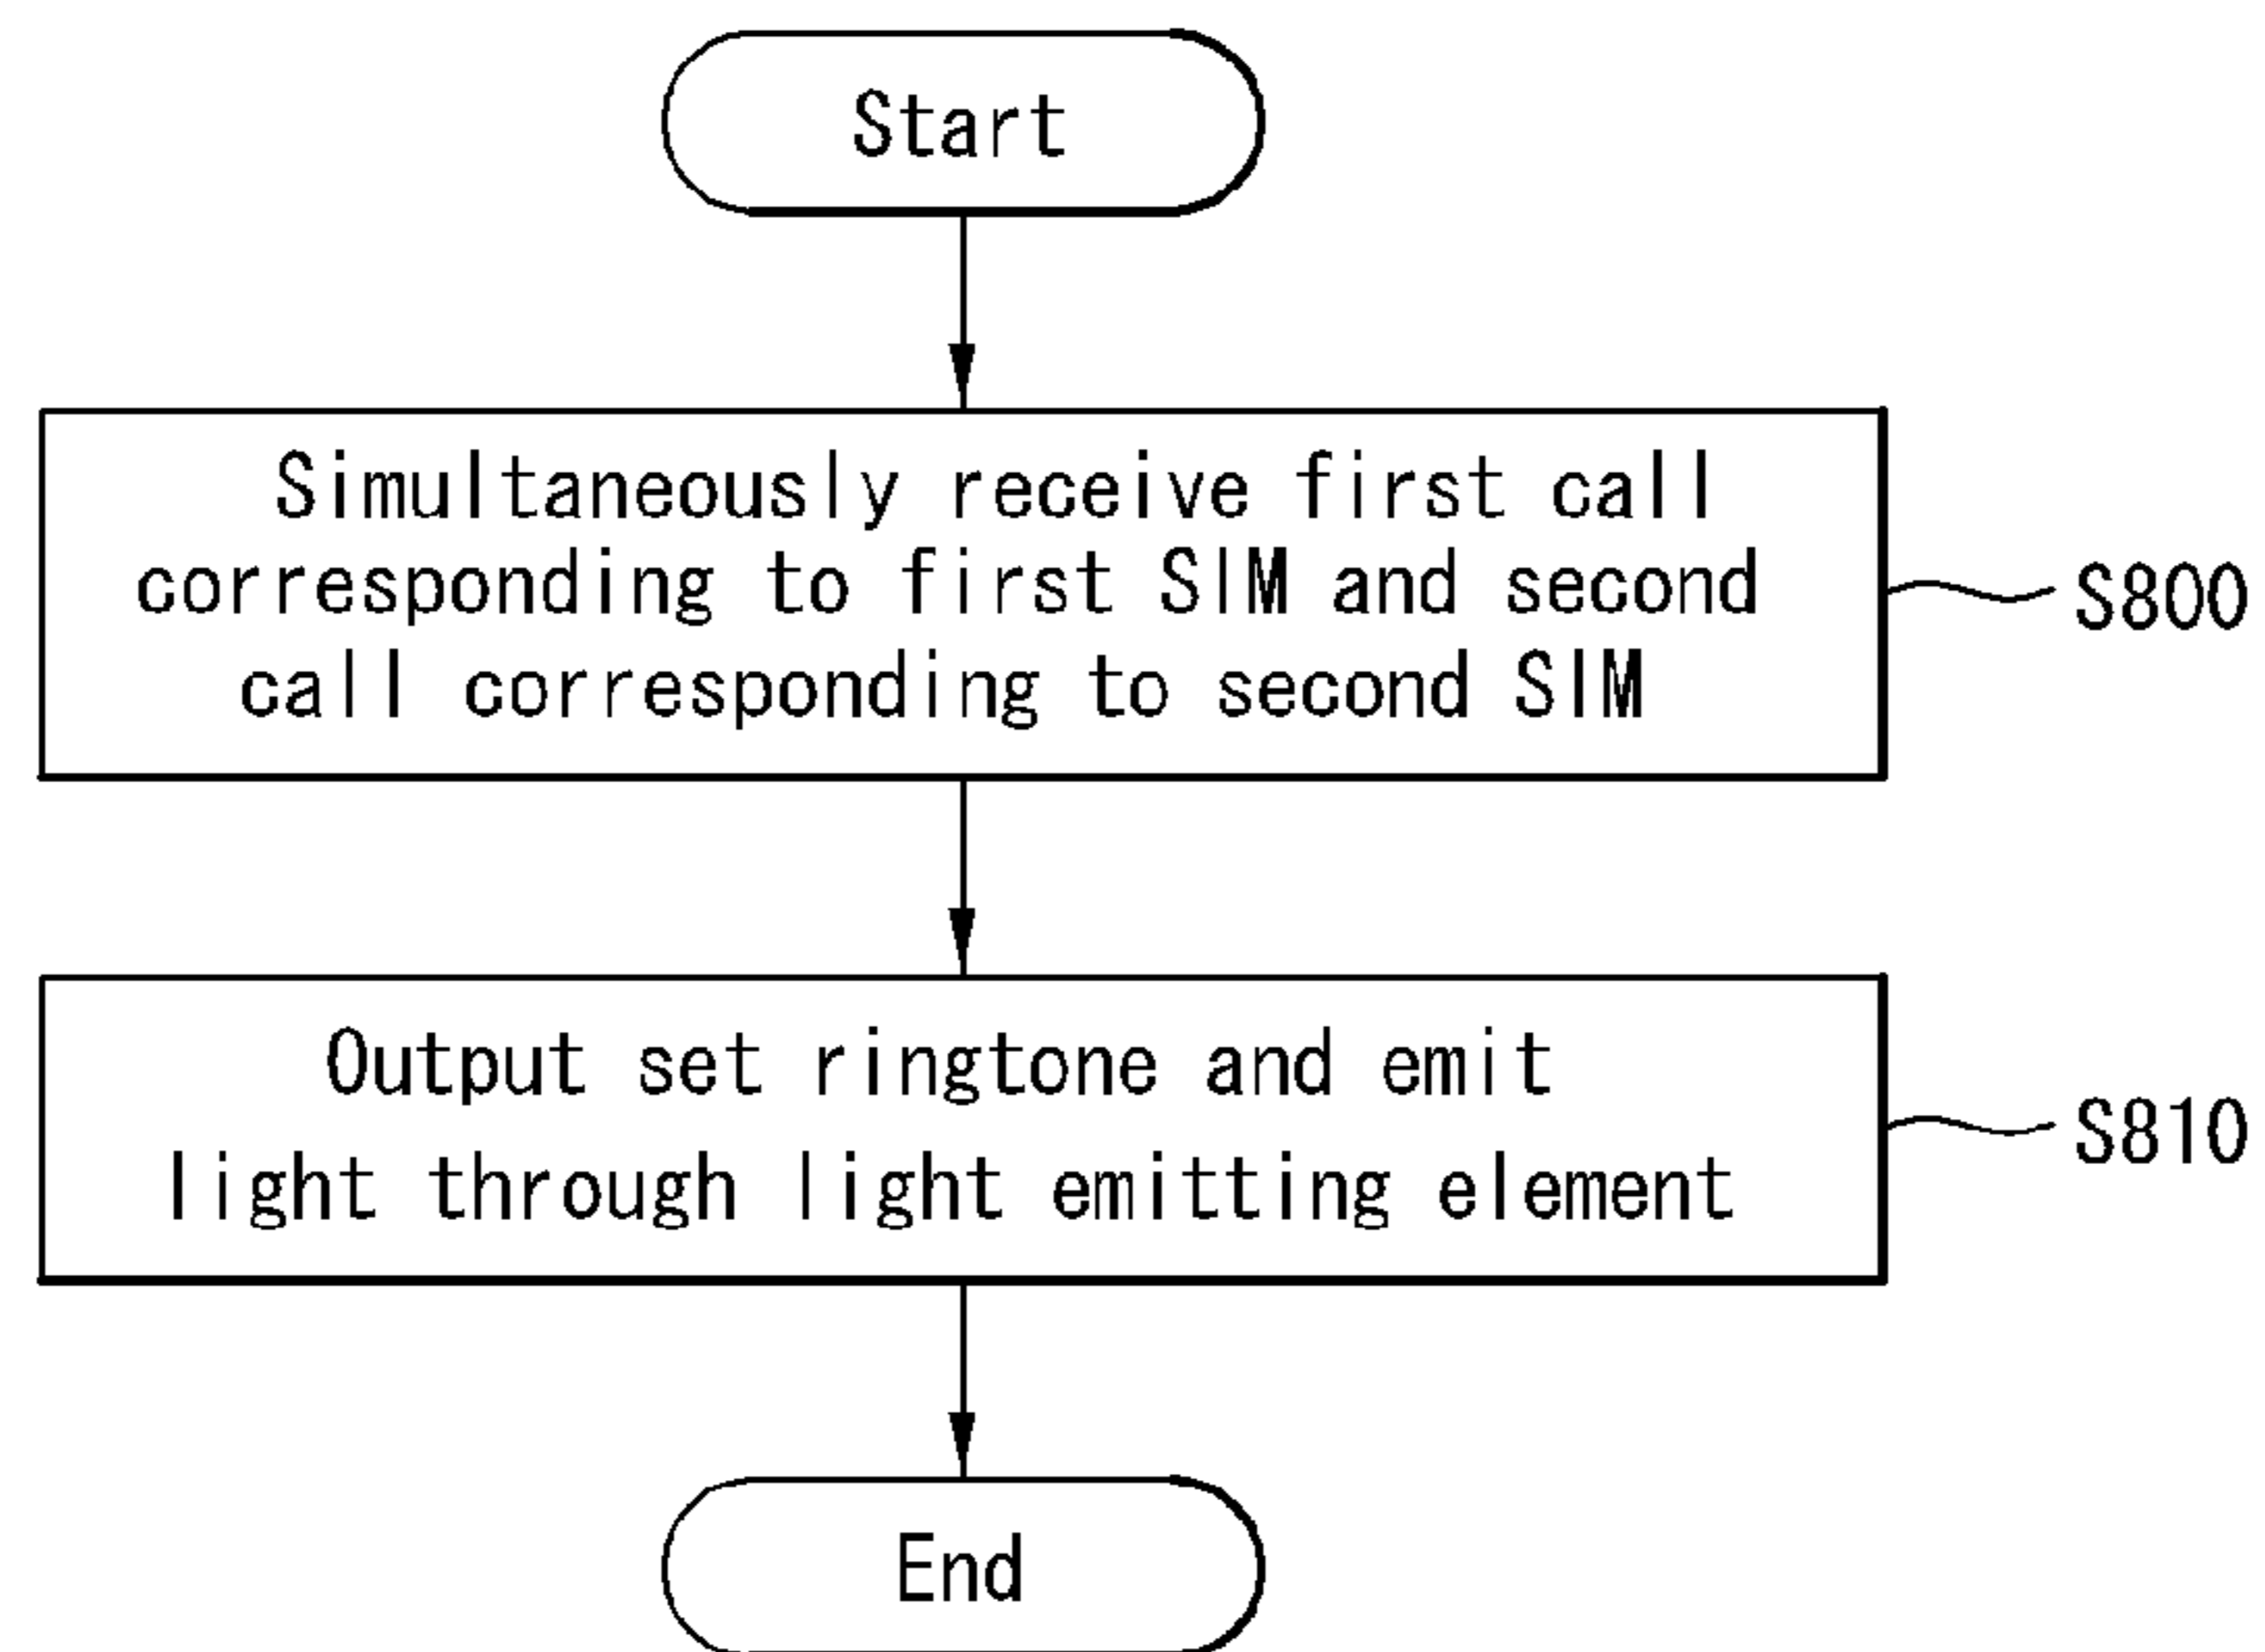 Start
Simultaneously receive first call
corresponding to first SIM and second
call corresponding to second SIM
S800
Output set ringtone and emit
light through light emitting element
S810
End